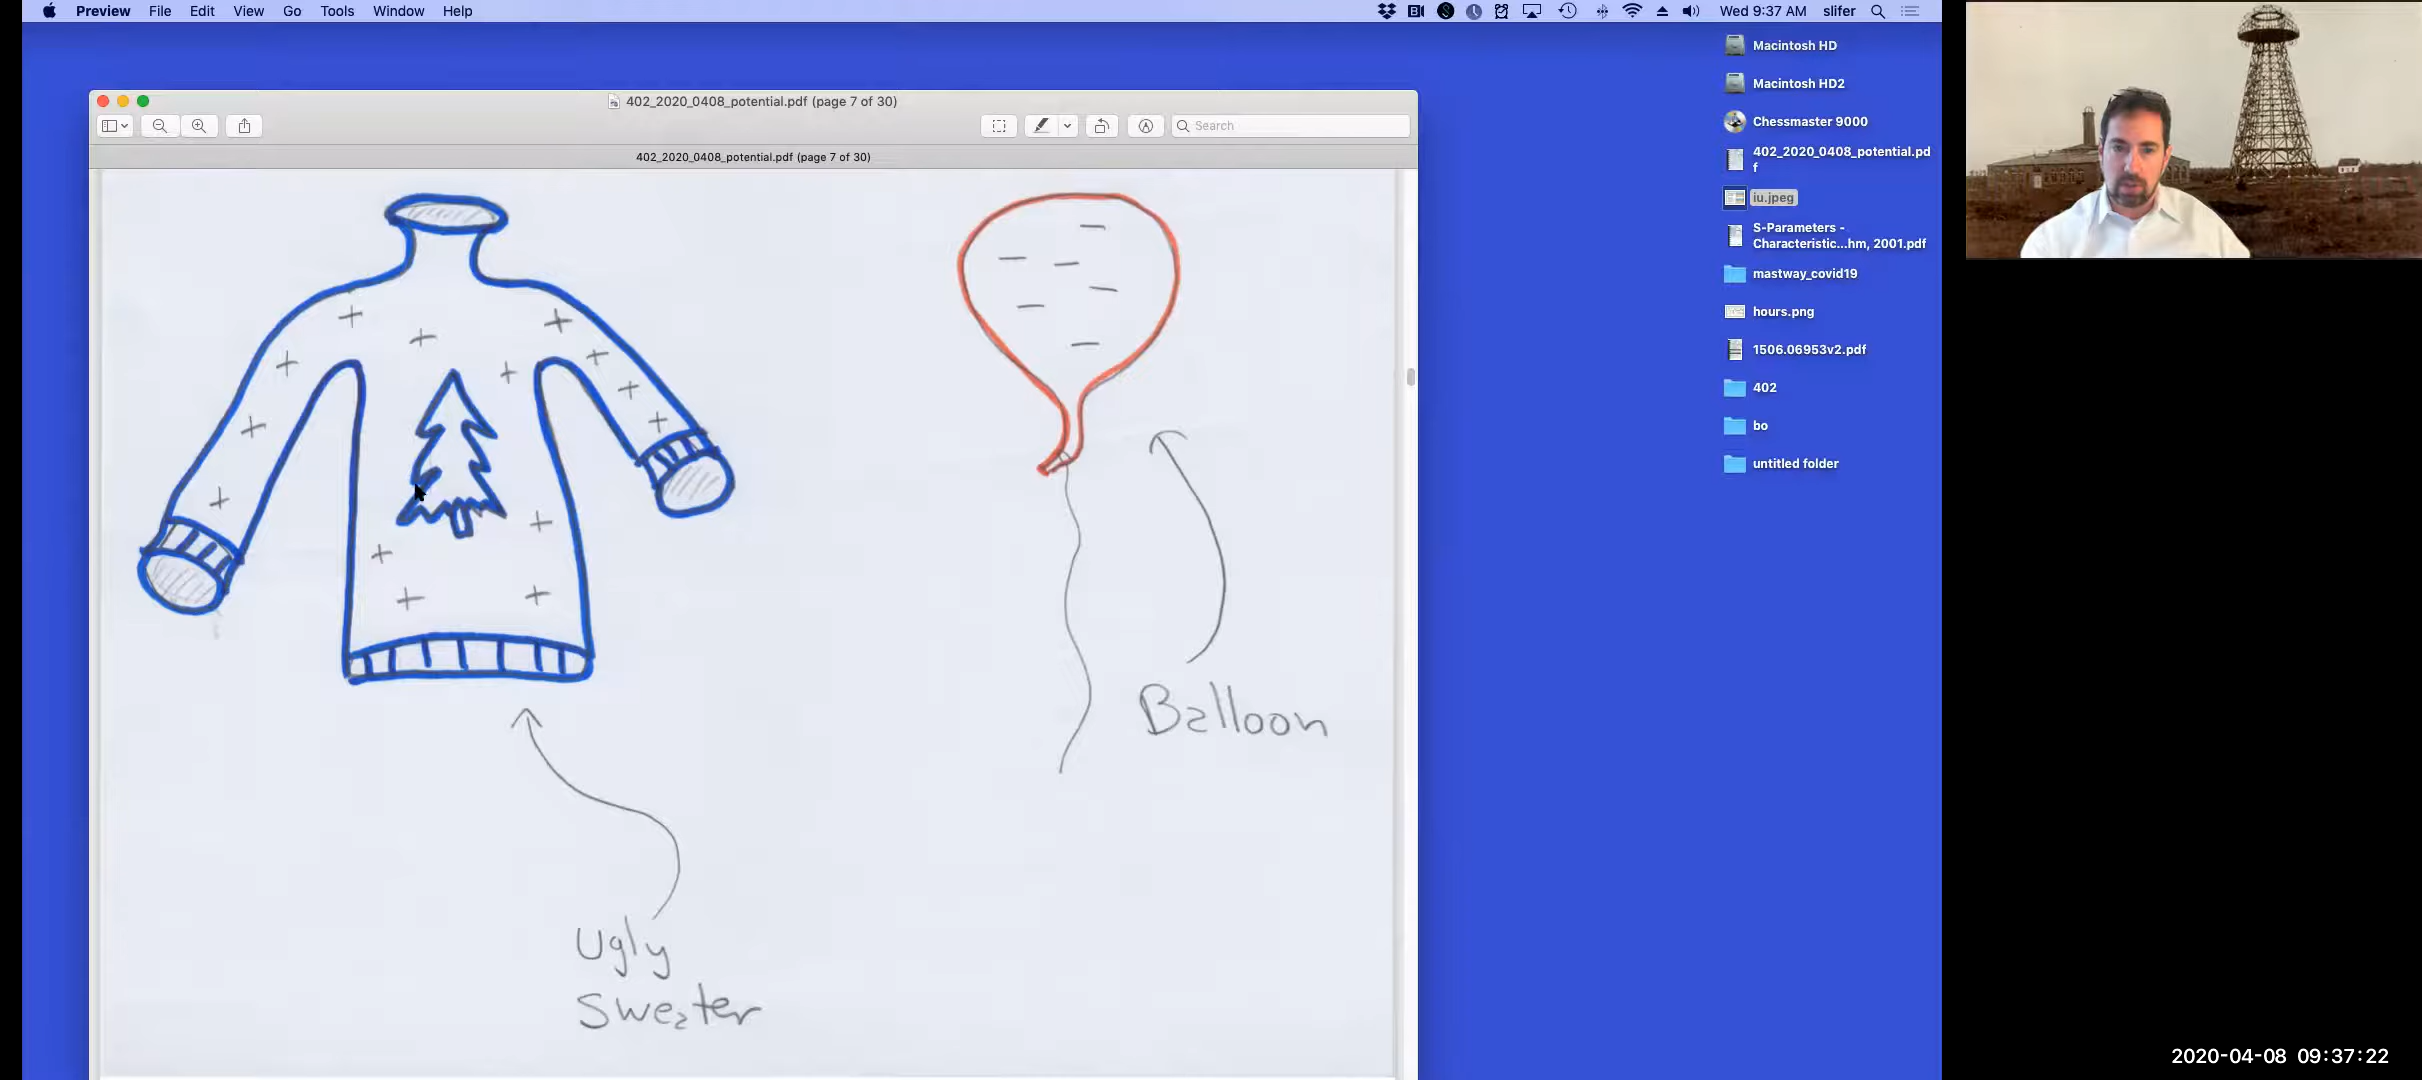 Preview File Edit View Go Tools Window Help
Wed 9:37 AM slifer
402_2020_0408_potential.pdf (page 7 of 30)
Search
402_2020_0408_potential.pdf (page 7 of 30)
Balloon
Ugly
Sweater
Macintosh HD
Macintosh HD2
Chessmaster 9000
402_2020_0408_potential.pd
f
iu.jpeg
S-Parameters -
Characteristic...hm, 2001.pdf
mastway_covid19
hours.png
1506.06953v2.pdf
402
bo
untitled folder
2020-04-08 09:37:22